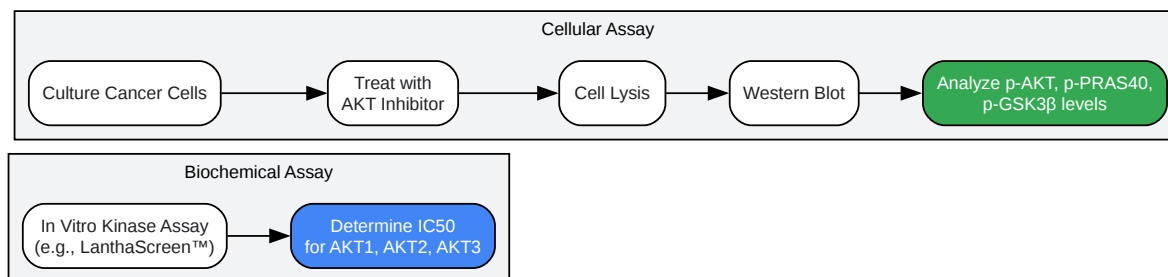 Cellular Assay
Culture Cancer Cells
Treat with
AKT Inhibitor
Cell Lysis
Western Blot
Analyze p-AKT, p-PRAS40,
p-GSK3β levels
Biochemical Assay
In Vitro Kinase Assay
(e.g., LanthaScreen™)
Determine IC50
for AKT1, AKT2, AKT3